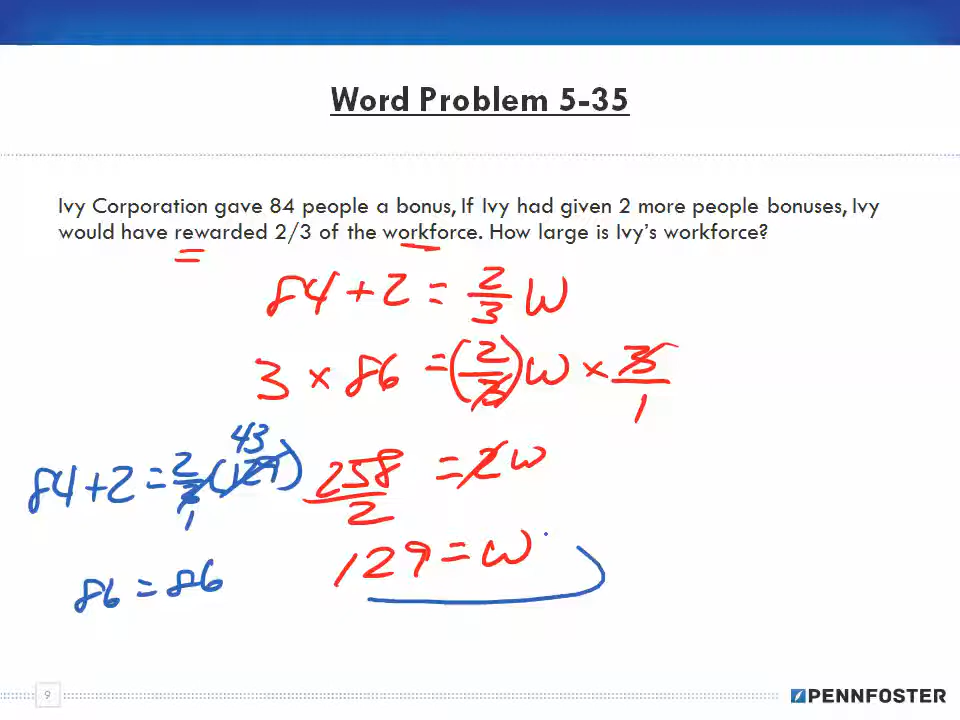 Word Problem 5-35
Ivy Corporation gave 84 people a bonus, If Ivy had given 2 more people bonuses, Ivy
would have rewarded 2/3 of the workforce. How large is Ivy's workforce?
84 + 2 = 2/3 W
3 × 86 = (2/3) W × 3/1
258/2 = 2W
129 = W
43
84 + 2 = 2/3 (129)
1
86 = 86
9
PENNFOSTER